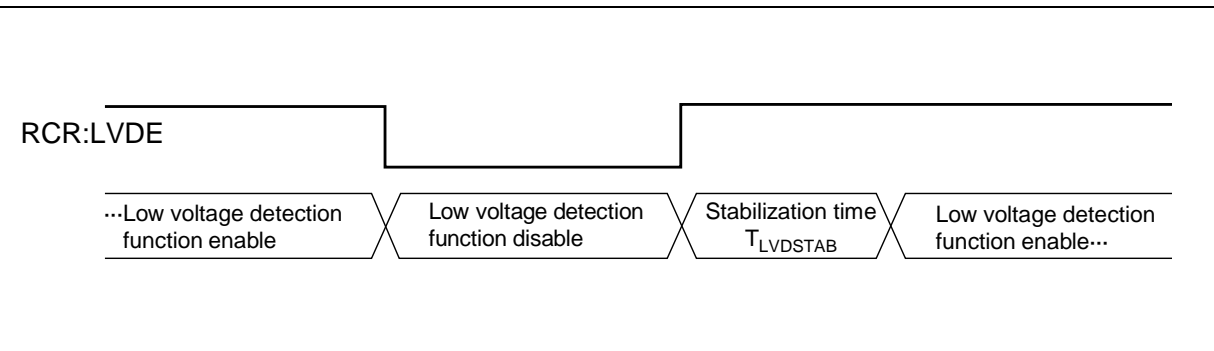 RCR:LVDE
···Low voltage detection
function enable
Low voltage detection
function disable
Stabilization time
TLVDSTAB
Low voltage detection
function enable···